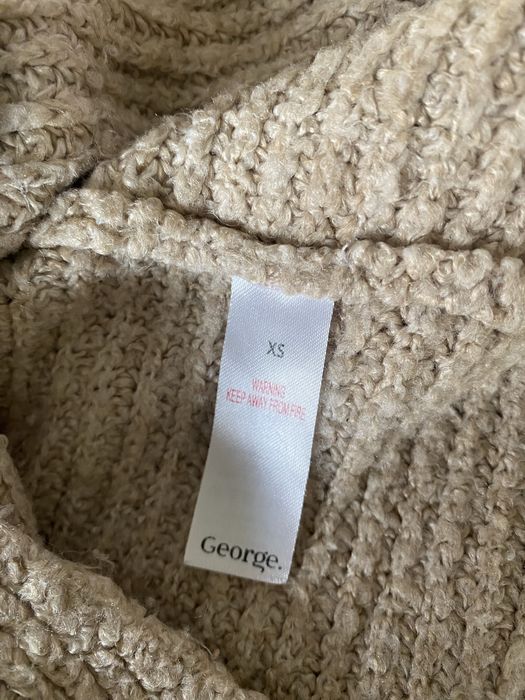 XS
WARNING
KEEP AWAY FROM FIRE
George.